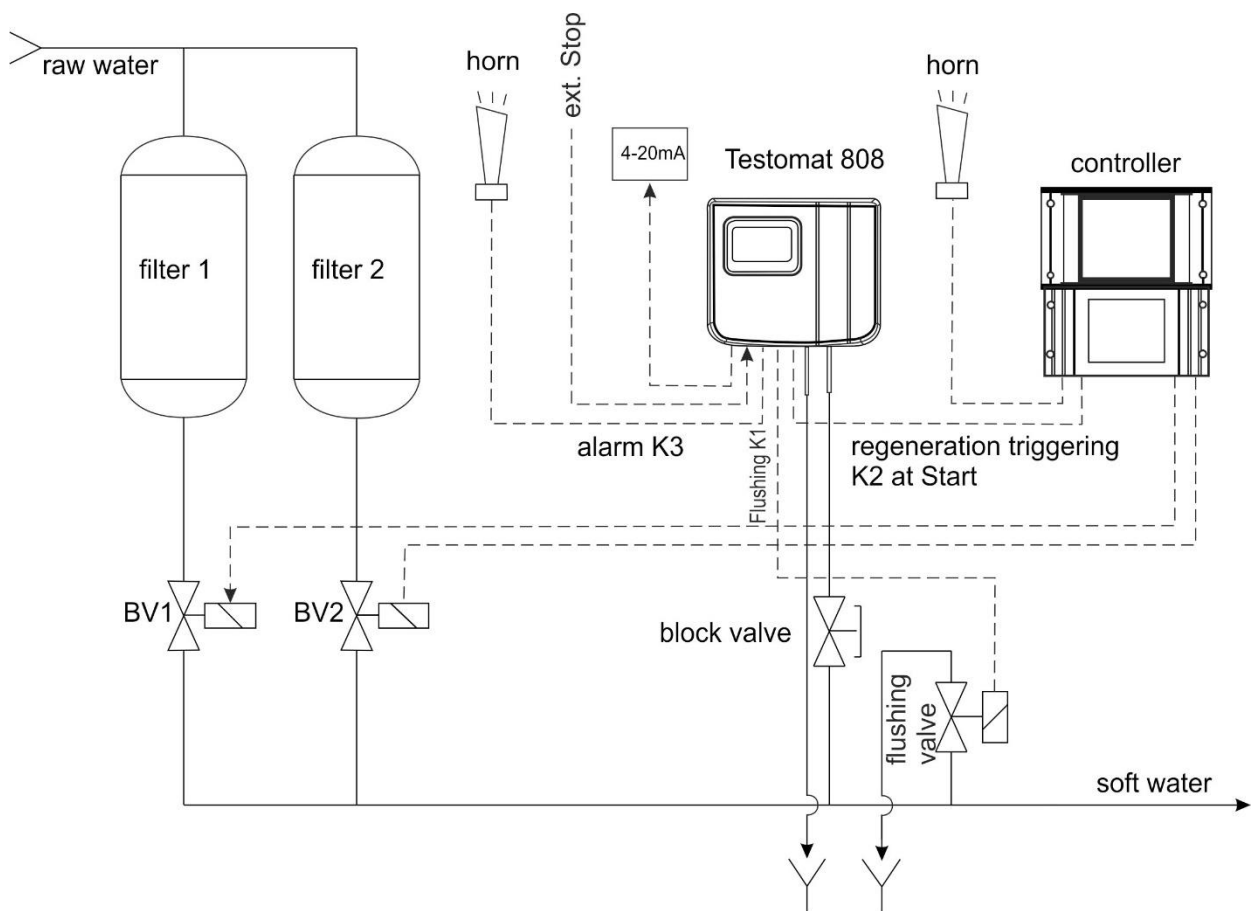 raw water
horn
ext. Stop
horn
4-20mA
Testomat 808
controller
filter 1
filter 2
alarm K3
Flushing K1
regeneration triggering
K2 at Start
BV1
BV2
block valve
flushing
valve
soft water